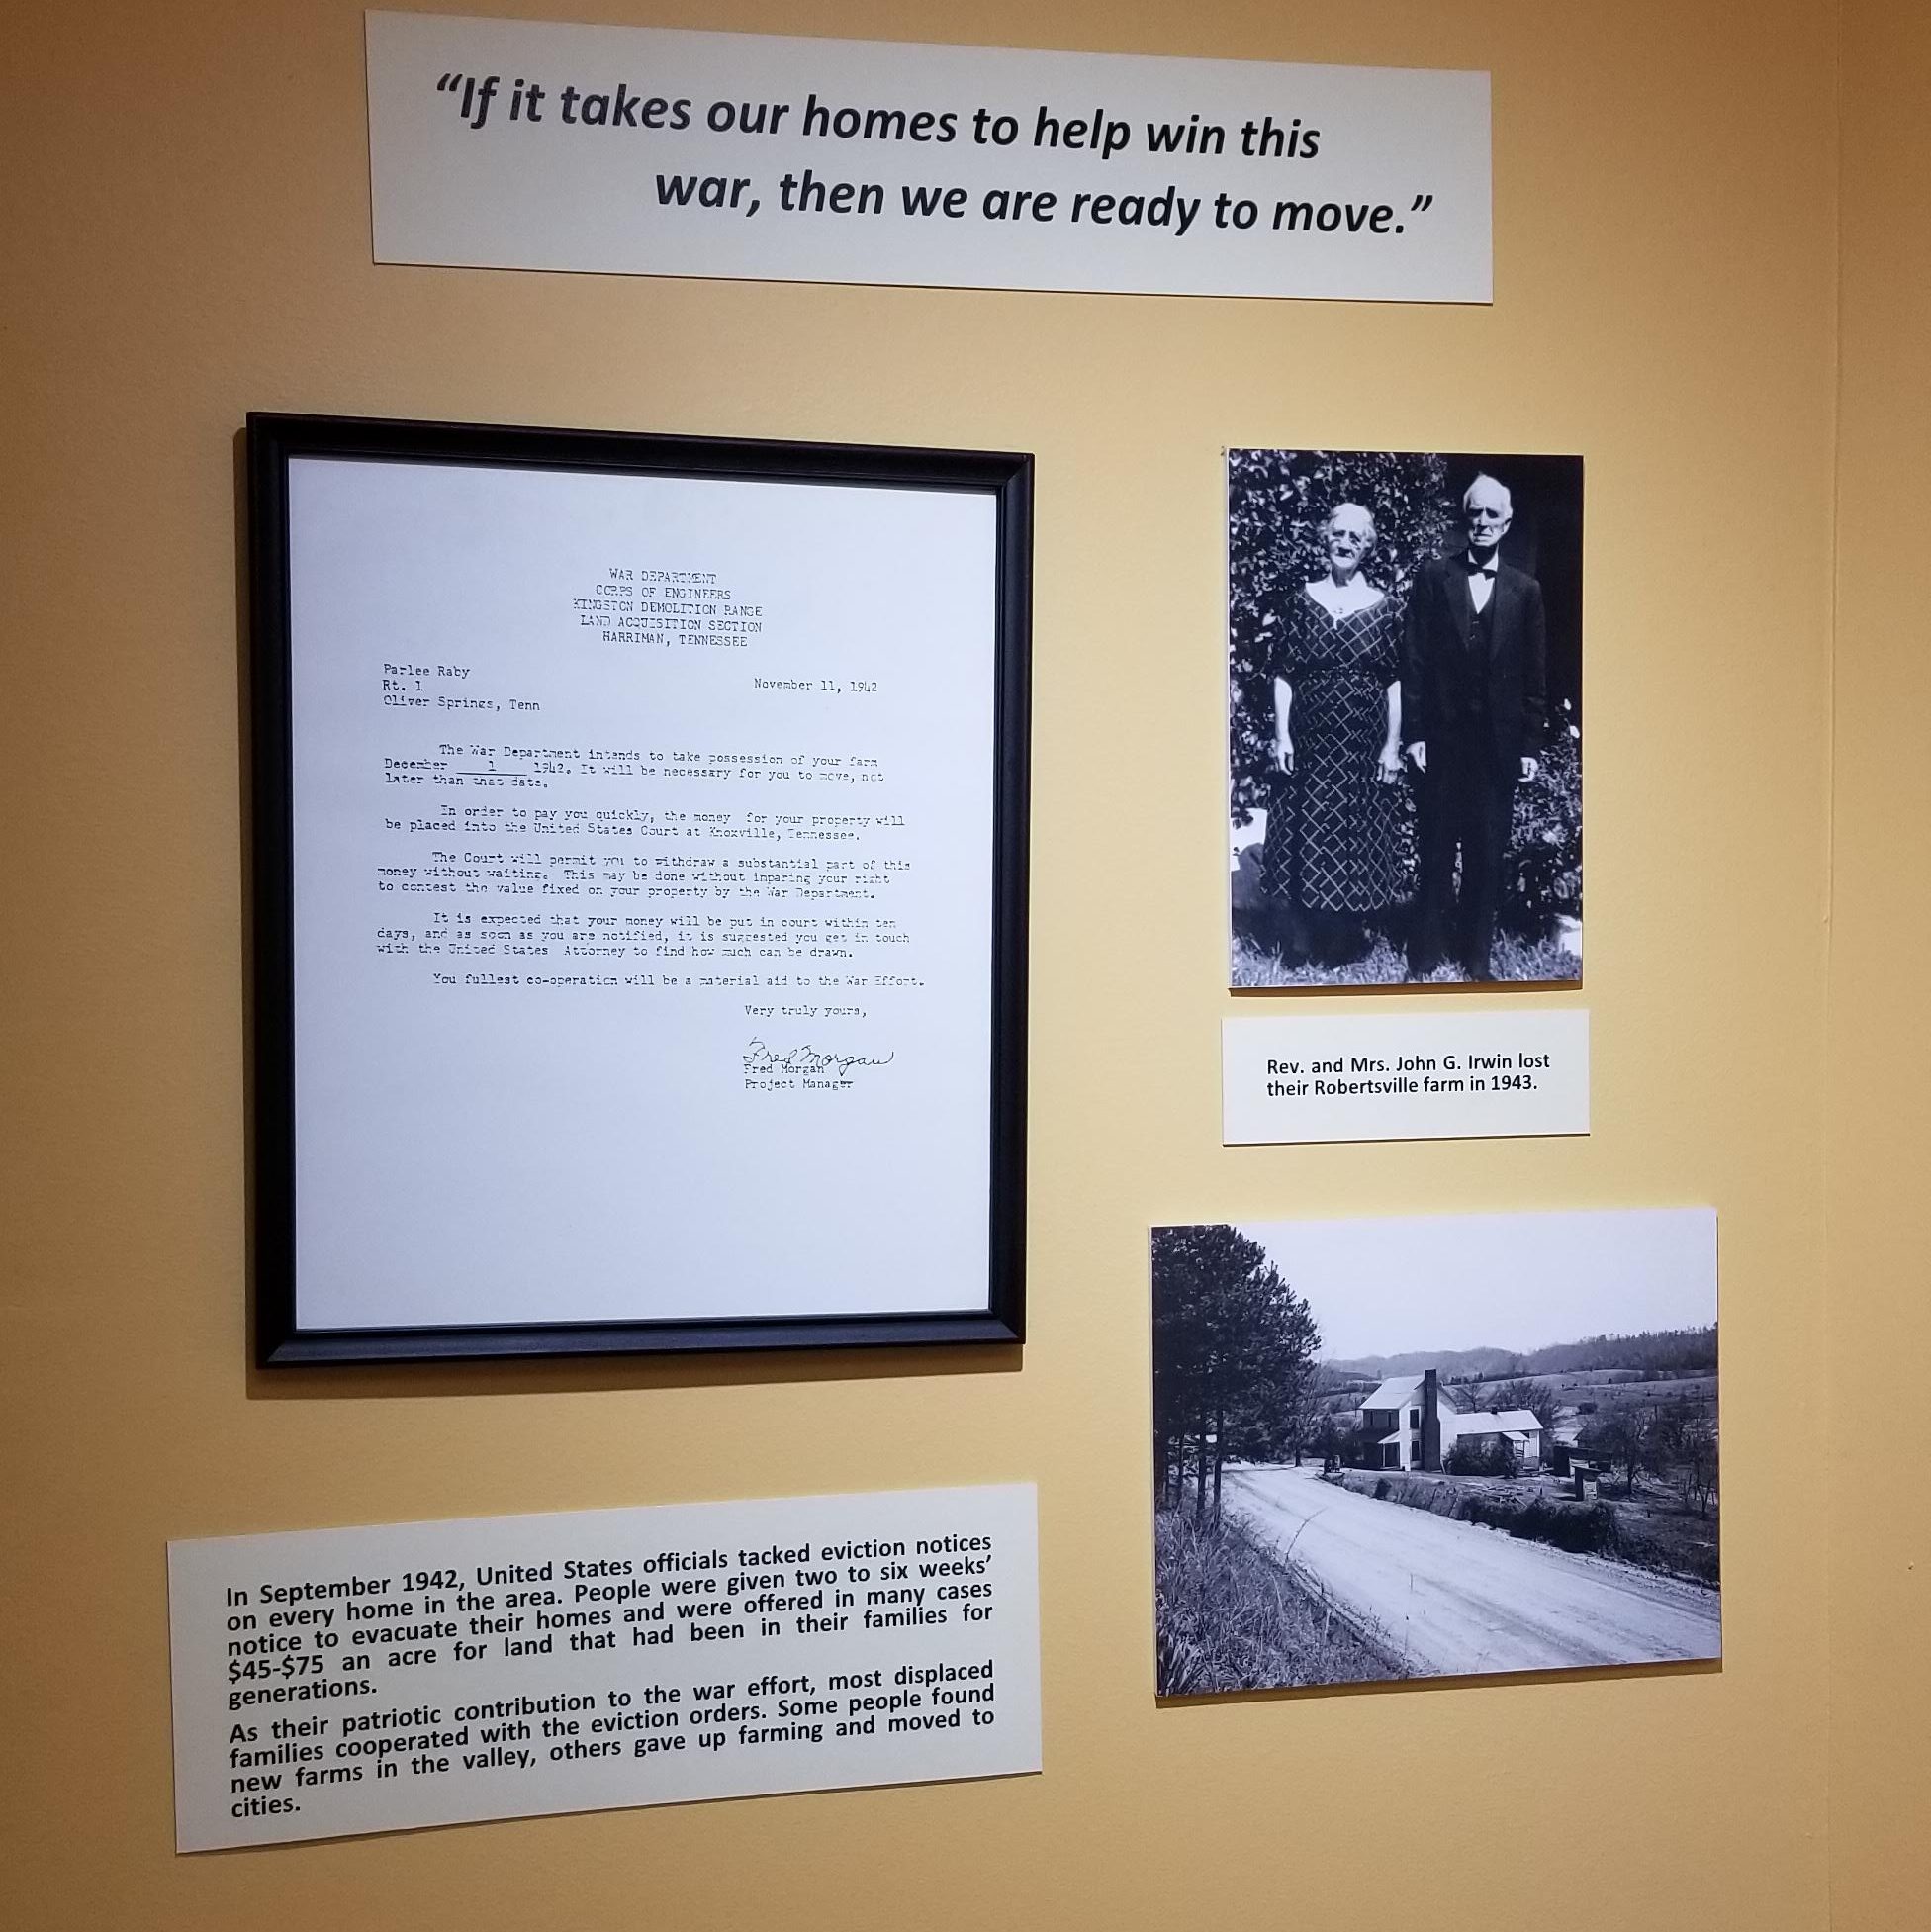 “If it takes our homes to help win this
war, then we are ready to move.”
WAR DEPARTMENT
CORPS OF ENGINEERS
KINGSTON DEMOLITION RANGE
LAND ACQUISITION SECTION
HARRIMAN, TENNESSEE
Parlee Raby
Rt. 1
Oliver Springs, Tenn
November 11, 1942
The War Department intends to take possession of your farm
December 1 1942. It will be necessary for you to move, not
later than that date.
In order to pay you quickly, the money for your property will
be placed into the United States Court at Knoxville, Tennessee.
The Court will permit you to withdraw a substantial part of this
money without waiting. This may be done without inparing your right
to contest the value fixed on your property by the War Department.
It is expected that your money will be put in court within ten
days, and as soon as you are notified, it is suggested you get in touch
with the United States Attorney to find how much can be drawn.
You fullest co-operation will be a material aid to the War Effort.
Very truly yours,
Fred Morgan
Fred Morgan
Project Manager
Rev. and Mrs. John G. Irwin lost
their Robertsville farm in 1943.
In September 1942, United States officials tacked eviction notices
on every home in the area. People were given two to six weeks’
notice to evacuate their homes and were offered in many cases
$45-$75 an acre for land that had been in their families for
generations.
As their patriotic contribution to the war effort, most displaced
families cooperated with the eviction orders. Some people found
new farms in the valley, others gave up farming and moved to
cities.